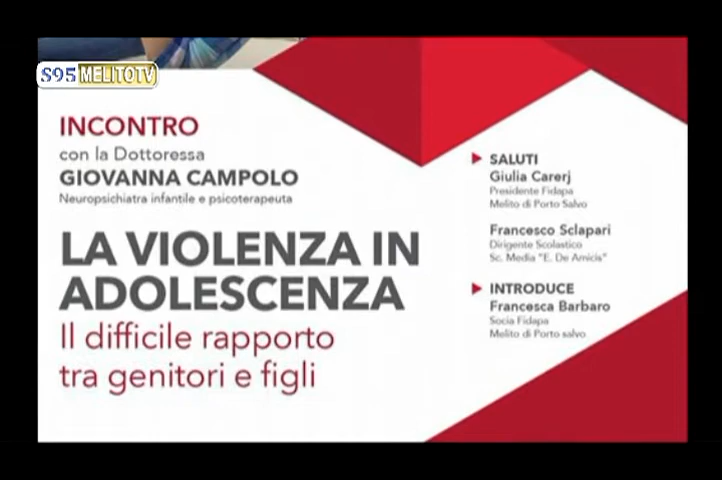 S95 MELITOTV
INCONTRO
con la Dottoressa
GIOVANNA CAMPOLO
Neuropsichiatra infantile e psicoterapeuta
LA VIOLENZA IN
ADOLESCENZA
Il difficile rapporto
tra genitori e figli
SALUTI
Giulia Carerj
Presidente Fidapa
Melito di Porto Salvo
Francesco Sclapari
Dirigente Scolastico
Sc. Media "E. De Amicis"
INTRODUCE
Francesca Barbaro
Socia Fidapa
Melito di Porto salvo